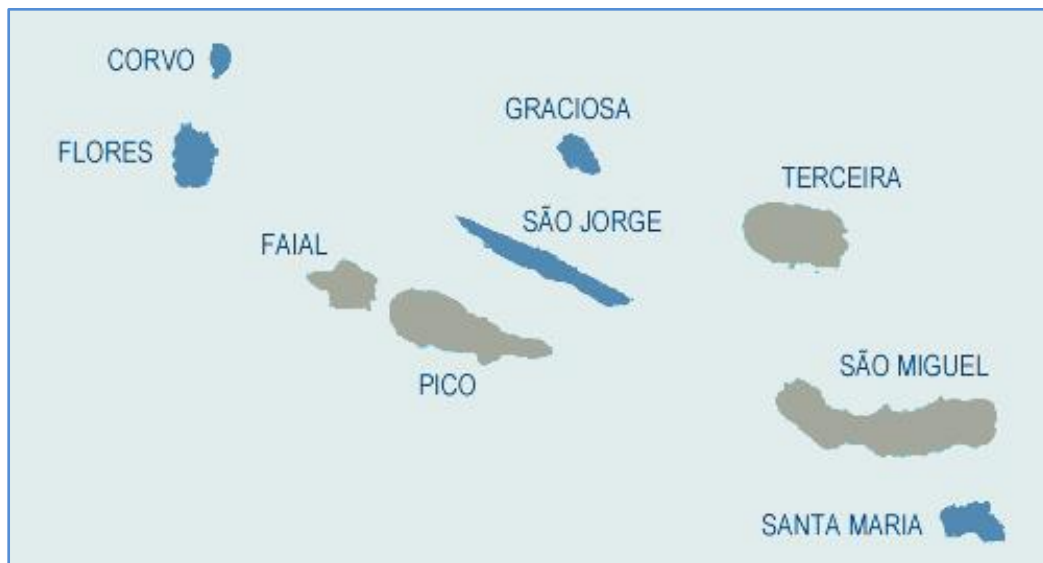 CORVO
GRACIOSA
FLORES
TERCEIRA
SÃO JORGE
FAIAL
SÃO MIGUEL
PICO
SANTA MARIA